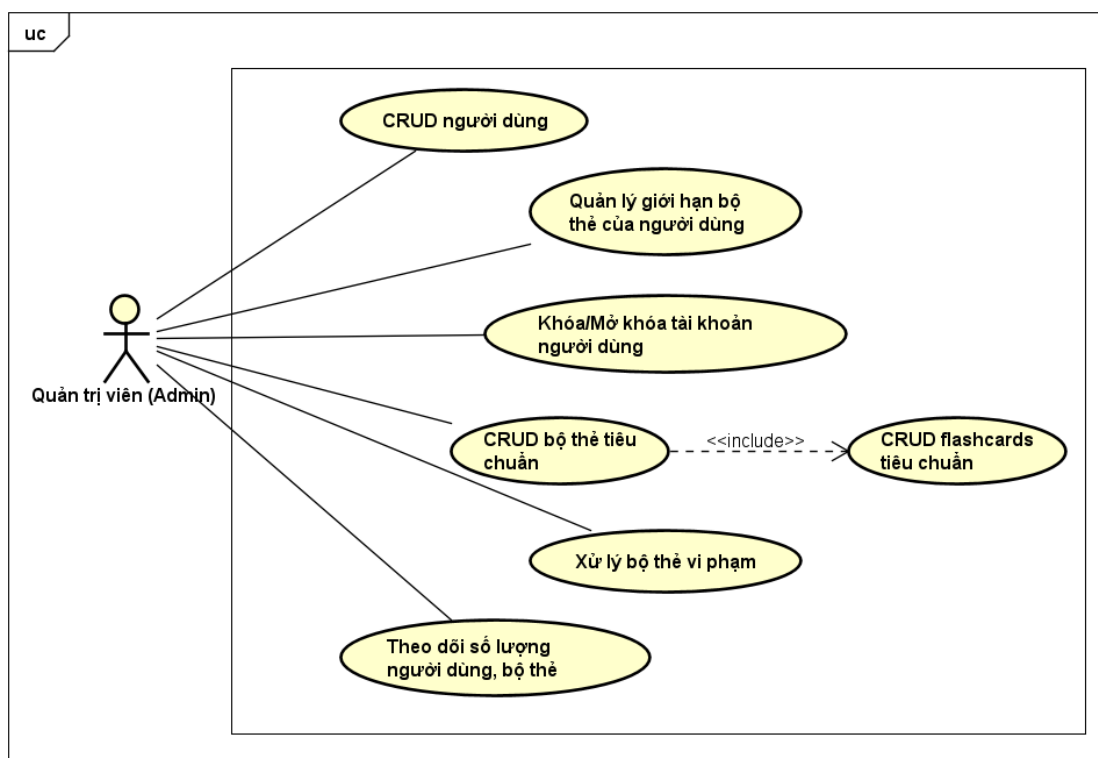 uc
CRUD người dùng
Quản lý giới hạn bộ
thẻ của người dùng
Khóa/Mở khóa tài khoản
người dùng
Quản trị viên (Admin)
CRUD bộ thẻ tiêu
chuẩn
<<include>>
CRUD flashcards
tiêu chuẩn
Xử lý bộ thẻ vi phạm
Theo dõi số lượng
người dùng, bộ thẻ